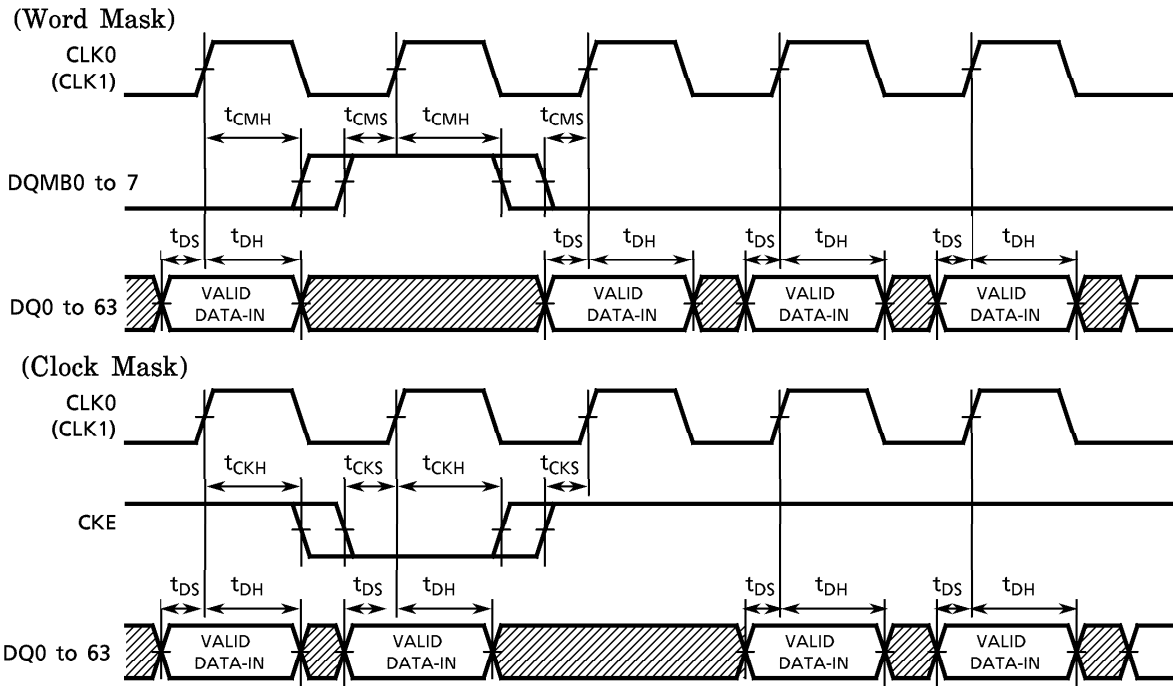 (Word Mask)
CLK0
(CLK1)
tCMH tCMS tCMH tCMS
DQMB0 to 7
tDS tDH tDS tDH tDS tDH tDS tDH
DQ0 to 63
VALID DATA-IN
VALID DATA-IN
VALID DATA-IN
VALID DATA-IN
(Clock Mask)
CLK0
(CLK1)
tCKH tCKS tCKH tCKS
CKE
tDS tDH tDS tDH tDS tDH tDS tDH
DQ0 to 63
VALID DATA-IN
VALID DATA-IN
VALID DATA-IN
VALID DATA-IN